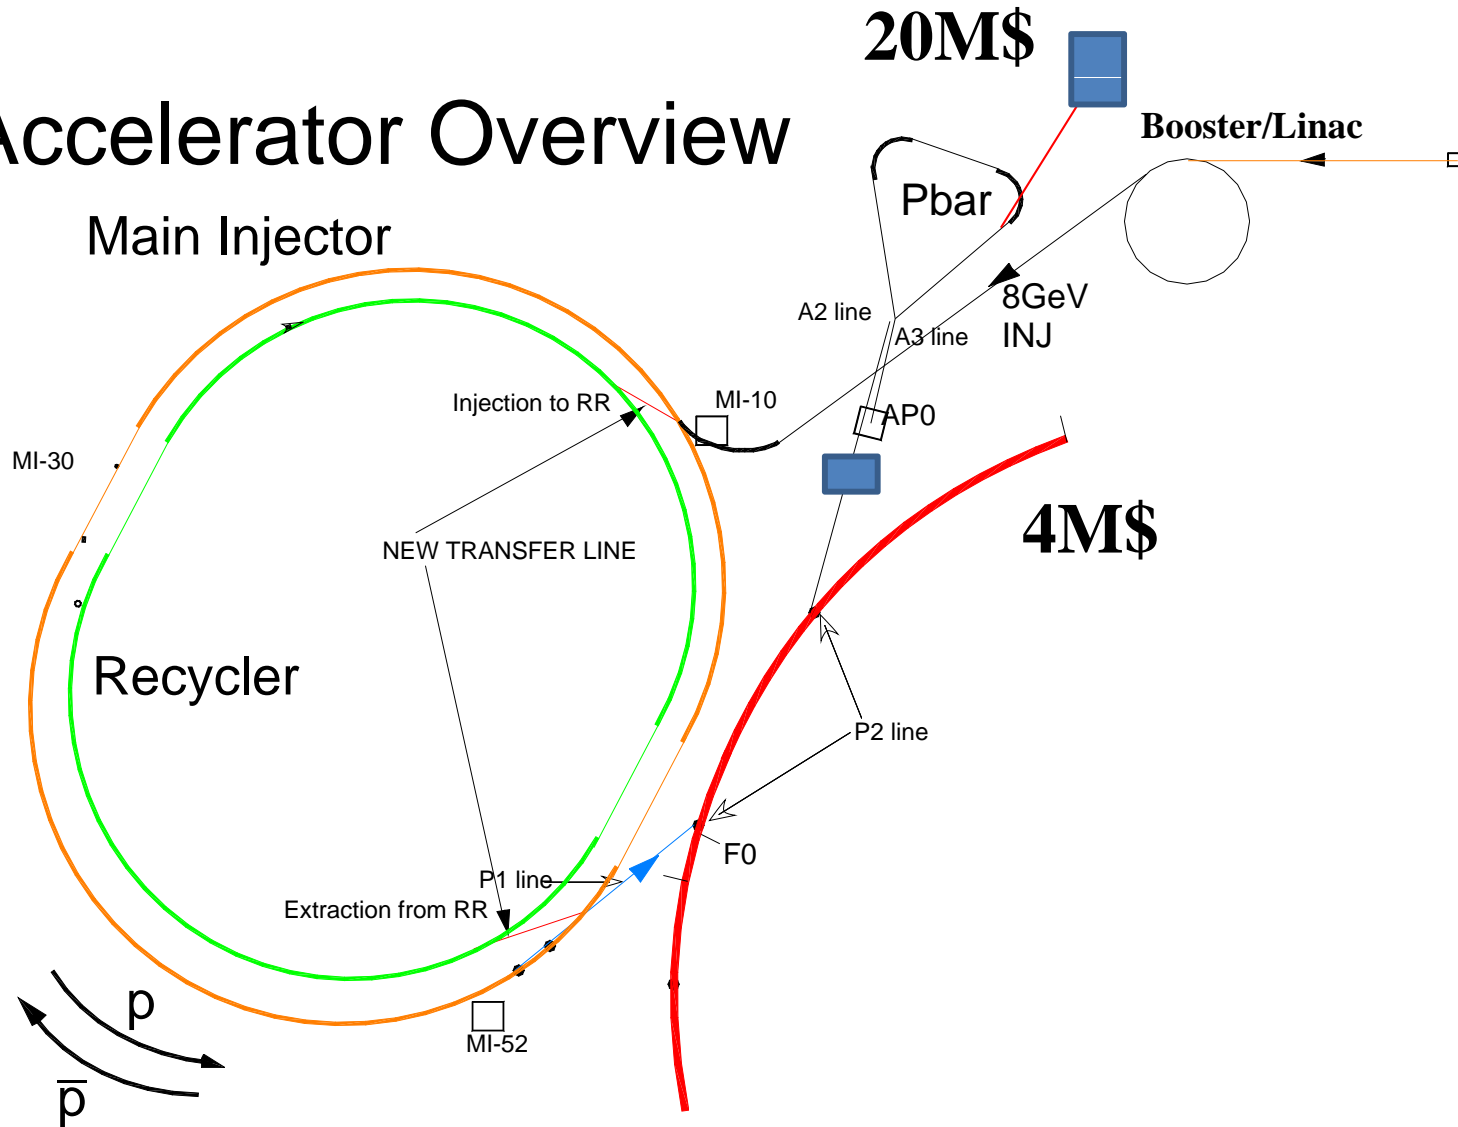 20M$
Accelerator Overview
Booster/Linac
Pbar
Main Injector
8GeV
INJ
A2 line
A3 line
Injection to RR
MI-10
AP0
MI-30
4M$
NEW TRANSFER LINE
Recycler
P2 line
F0
P1 line
Extraction from RR
p
MI-52
p̅